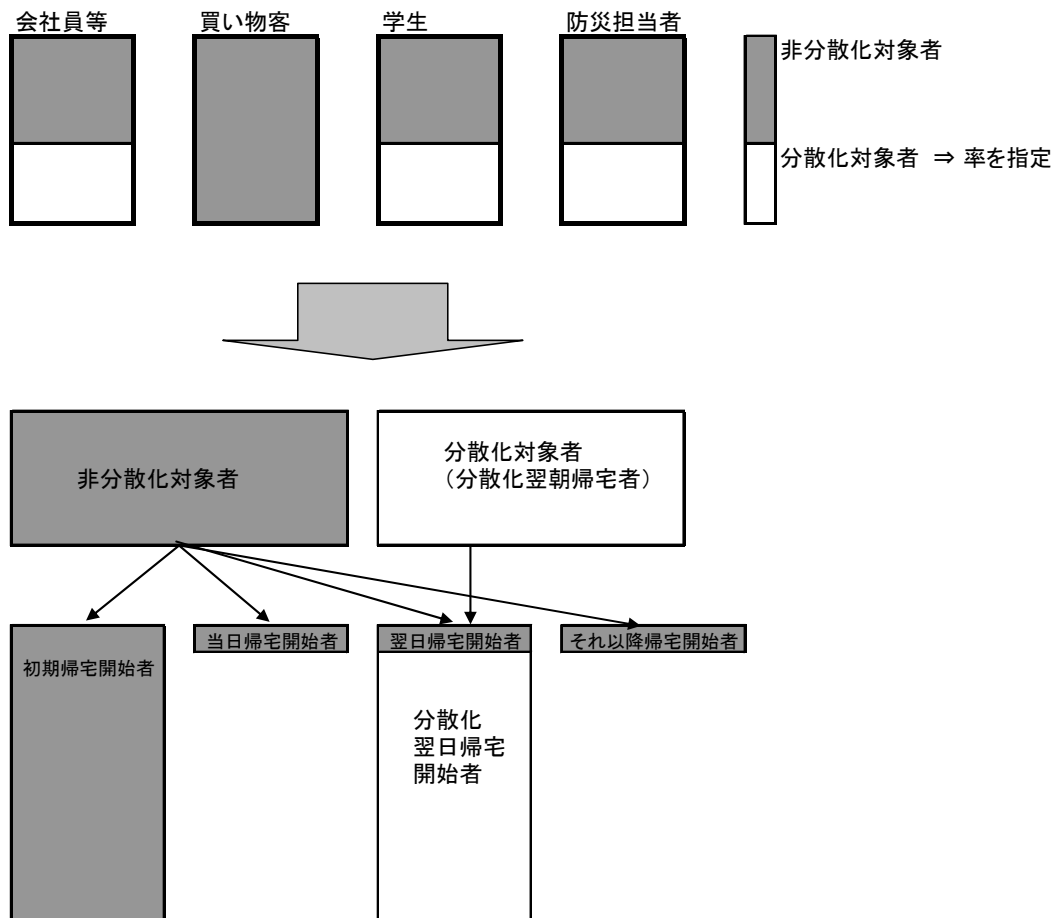 会社員等
買い物客
学生
防災担当者
非分散化対象者
分散化対象者 ⇒ 率を指定
非分散化対象者
分散化対象者
（分散化翌朝帰宅者）
初期帰宅開始者
当日帰宅開始者
翌日帰宅開始者
それ以降帰宅開始者
分散化
翌日帰宅
開始者